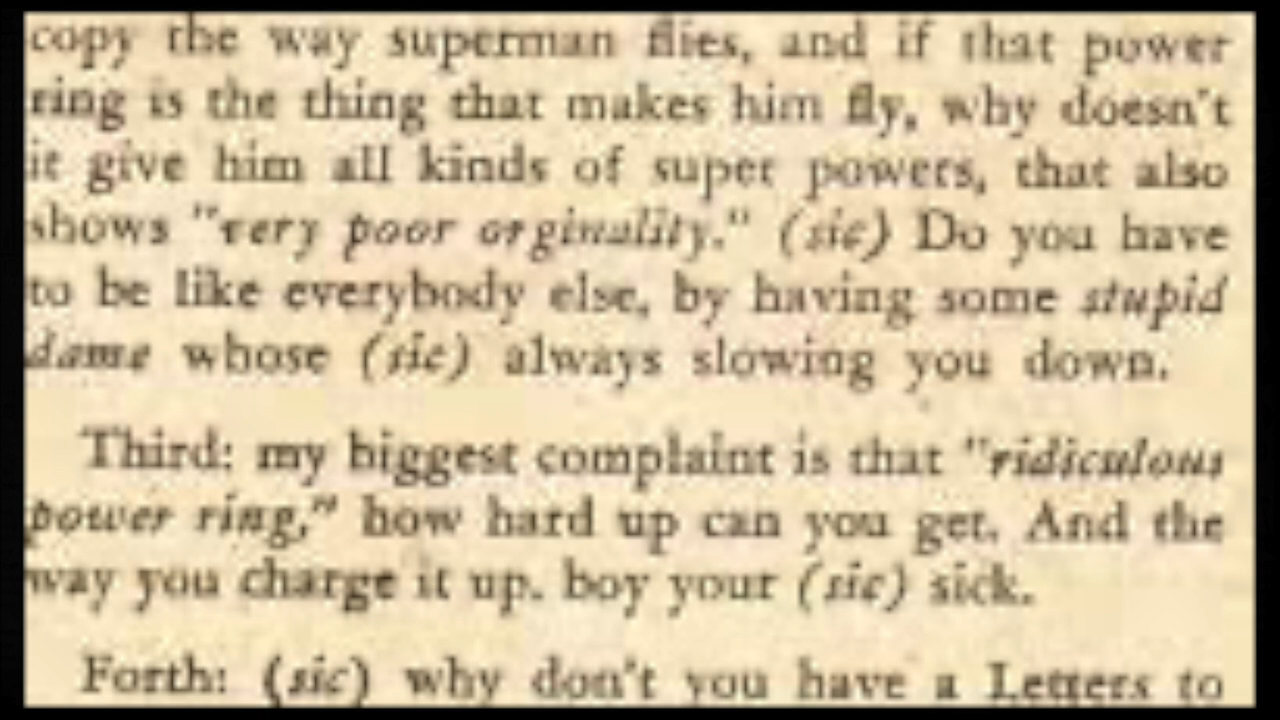 copy the way superman flies, and if that power
ring is the thing that makes him fly, why doesn't
it give him all kinds of super powers, that also
shows "very poor orginality." (sic) Do you have
to be like everybody else, by having some stupid
dame whose (sic) always slowing you down.
Third: my biggest complaint is that "ridiculous
power ring," how hard up can you get. And the
way you charge it up. boy your (sic) sick.
Forth: (sic) why don't you have a Letters to